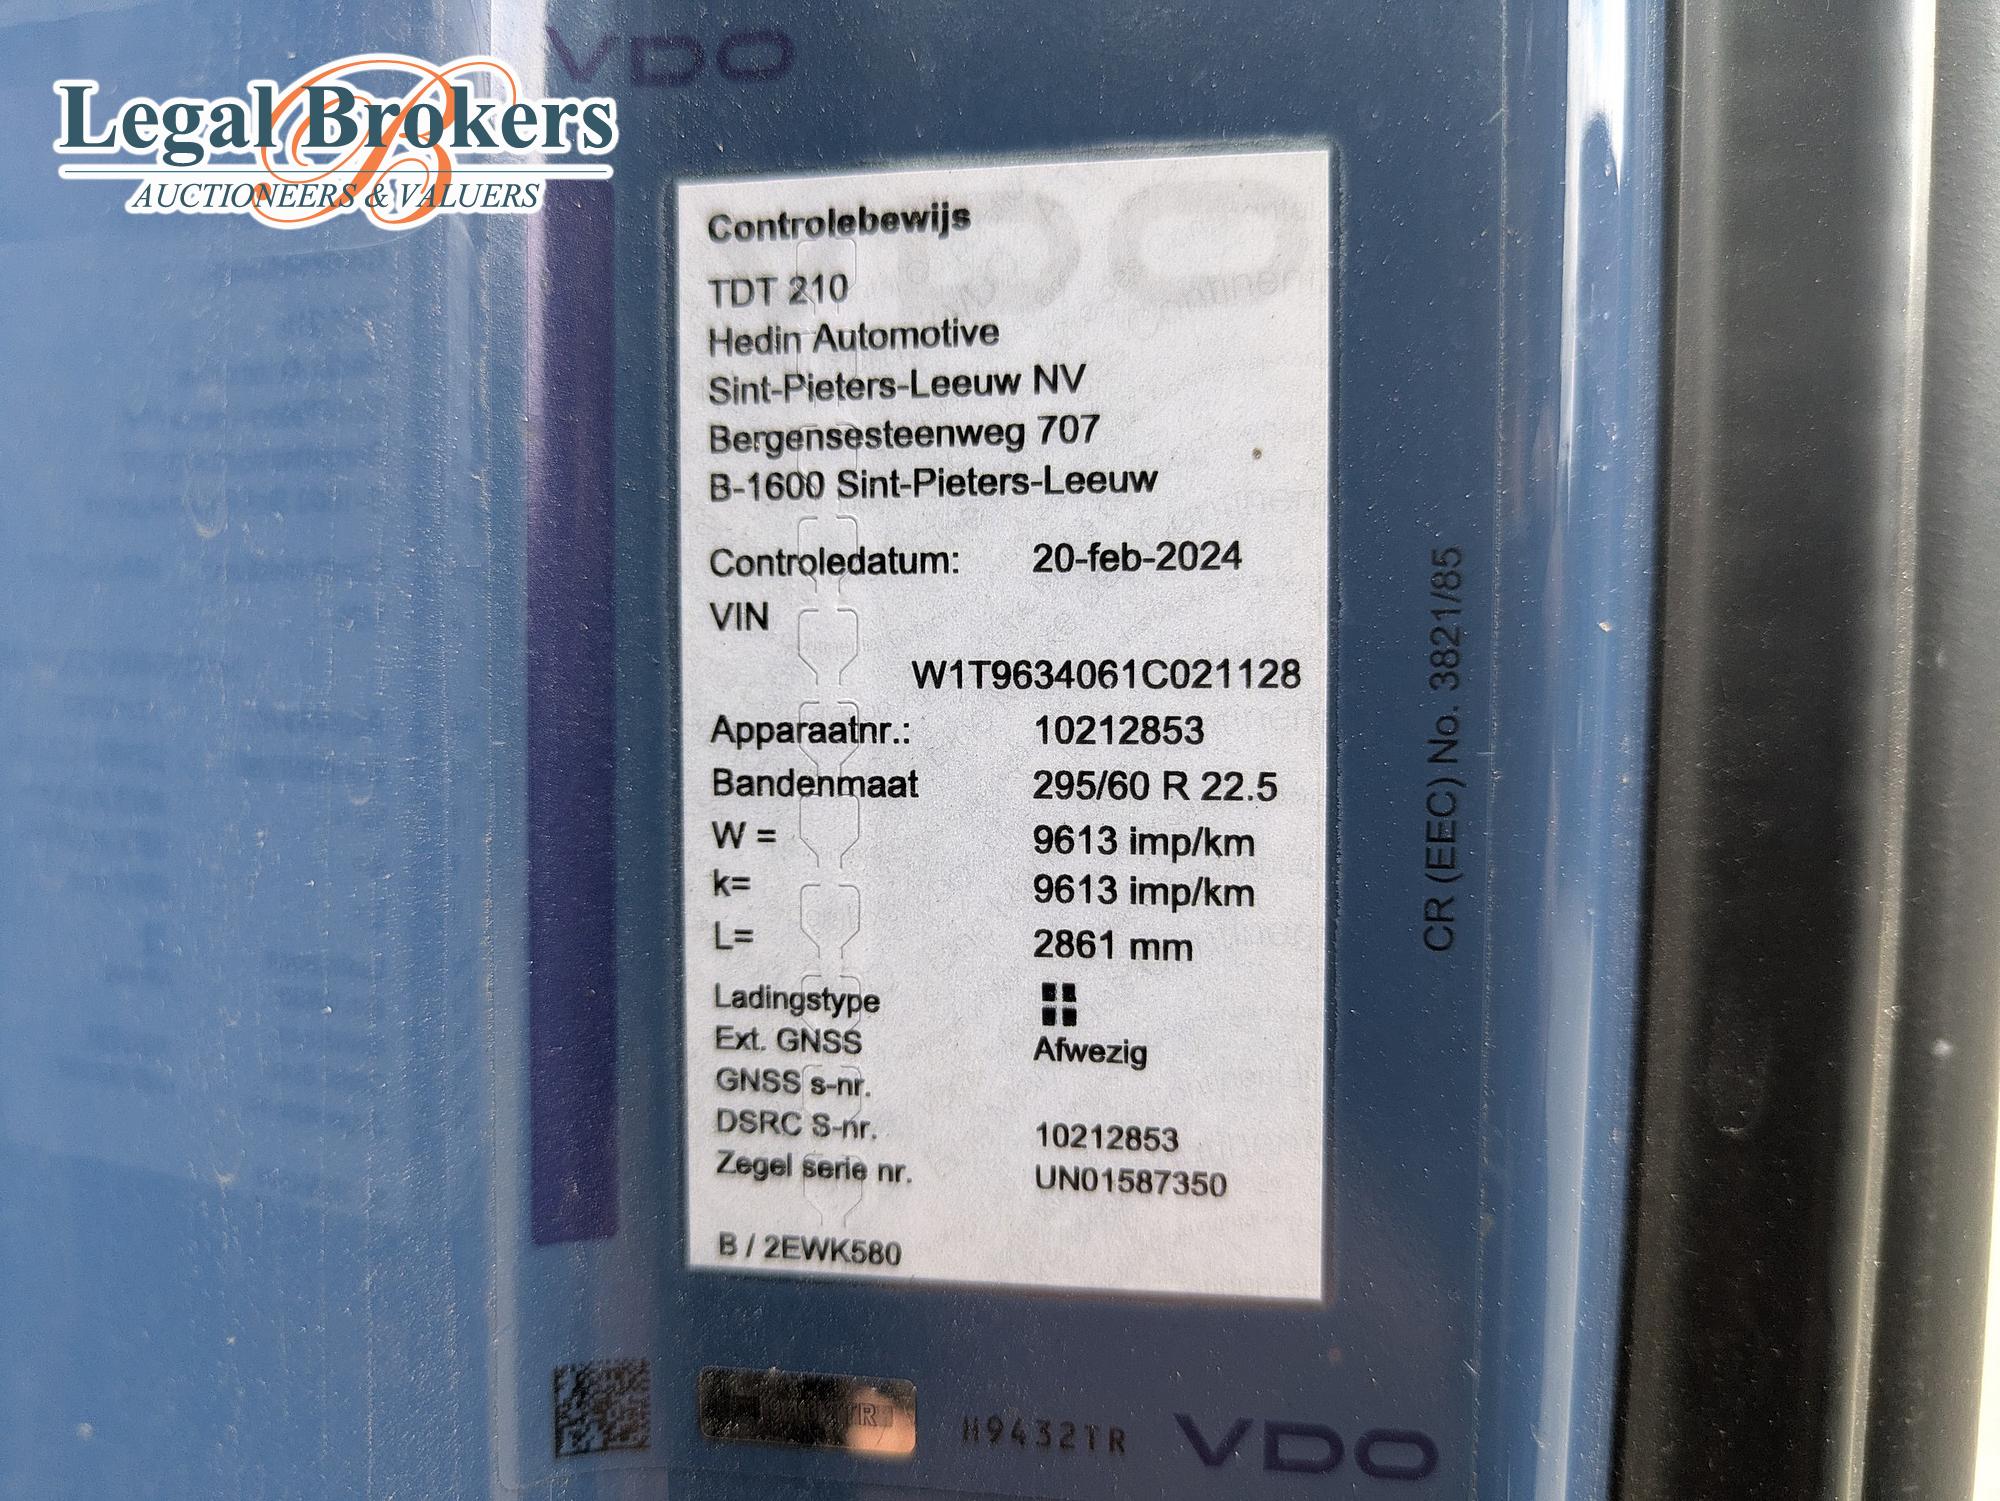 VDO
Legal Brokers
AUCTIONEERS & VALUERS
Controlebewijs
TDT 210
Hedin Automotive
Sint-Pieters-Leeuw NV
Bergensesteenweg 707
B-1600 Sint-Pieters-Leeuw
Controledatum: 20-feb-2024
VIN
W1T9634061C021128
Apparaatnr.: 10212853
Bandenmaat 295/60 R 22.5
W = 9613 imp/km
k= 9613 imp/km
L= 2861 mm
Ladingstype
Ext. GNSS Afwezig
GNSS s-nr.
DSRC S-nr. 10212853
Zegel serie nr. UN01587350
B / 2EWK580
CR (EEC) No. 3821/85
H9432TR
VDO